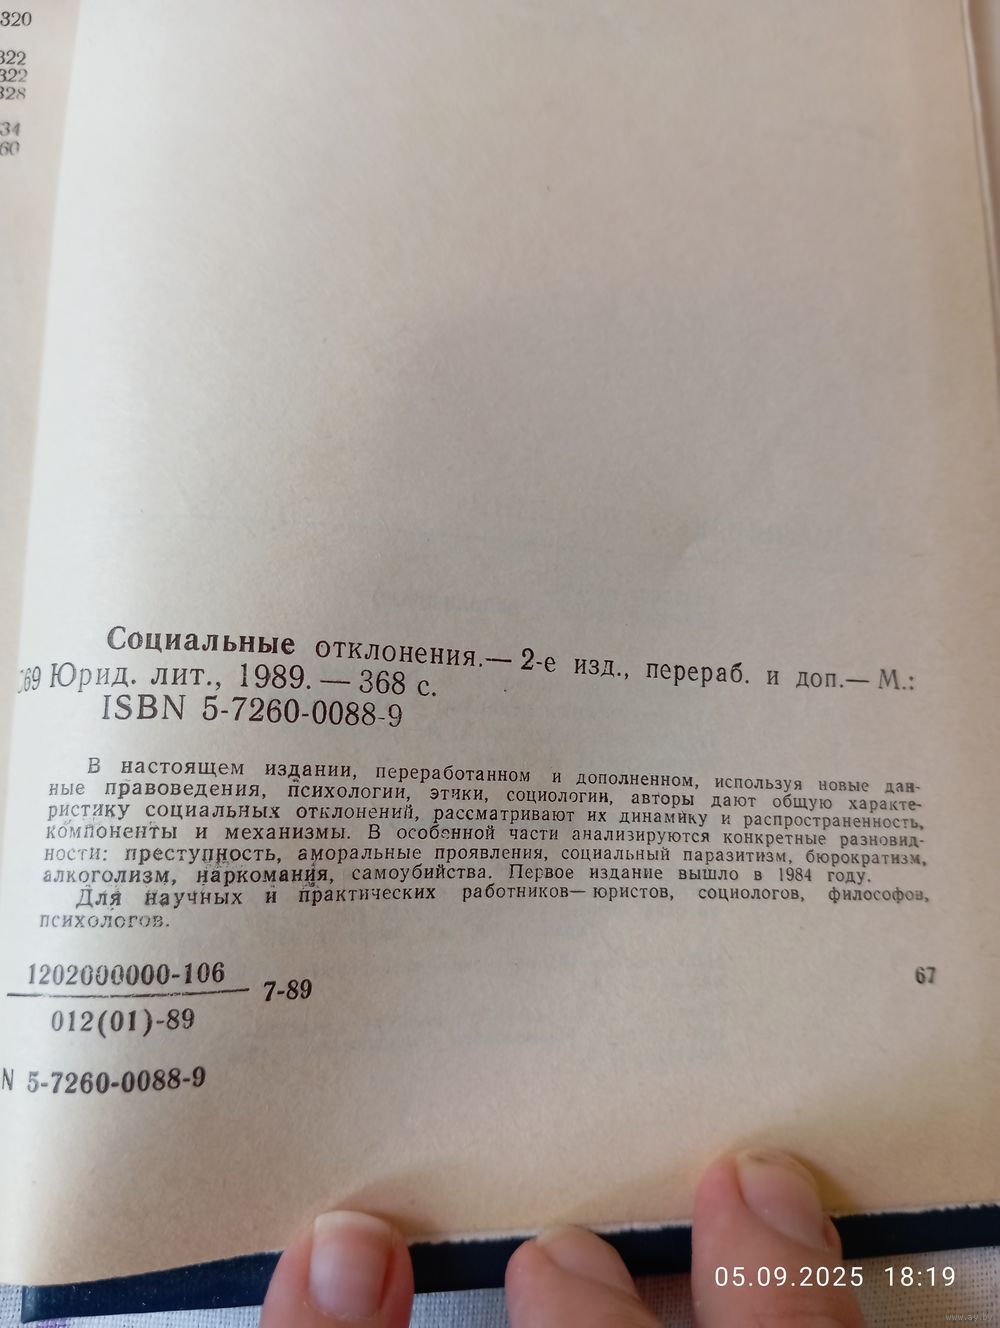 320
322
322
328
34
60
Социальные отклонения.— 2-е изд., перераб. и доп.— М.:
69 Юрид. лит., 1989. — 368 с.
ISBN 5-7260-0088-9
В настоящем издании, переработанном и дополненном, используя новые дан-
ные правоведения, психологии, этики, социологии, авторы дают общую характе-
ристику социальных отклонений, рассматривают их динамику и распространенность,
компоненты и механизмы. В особенной части анализируются конкретные разновид-
ности: преступность, аморальные проявления, социальный паразитизм, бюрократизм,
алкоголизм, наркомания, самоубийства. Первое издание вышло в 1984 году.
Для научных и практических работников— юристов, социологов, философов,
психологов.
1202000000-106
7-89
012(01)-89
67
N 5-7260-0088-9
05.09.2025 18:19
www.ay.by